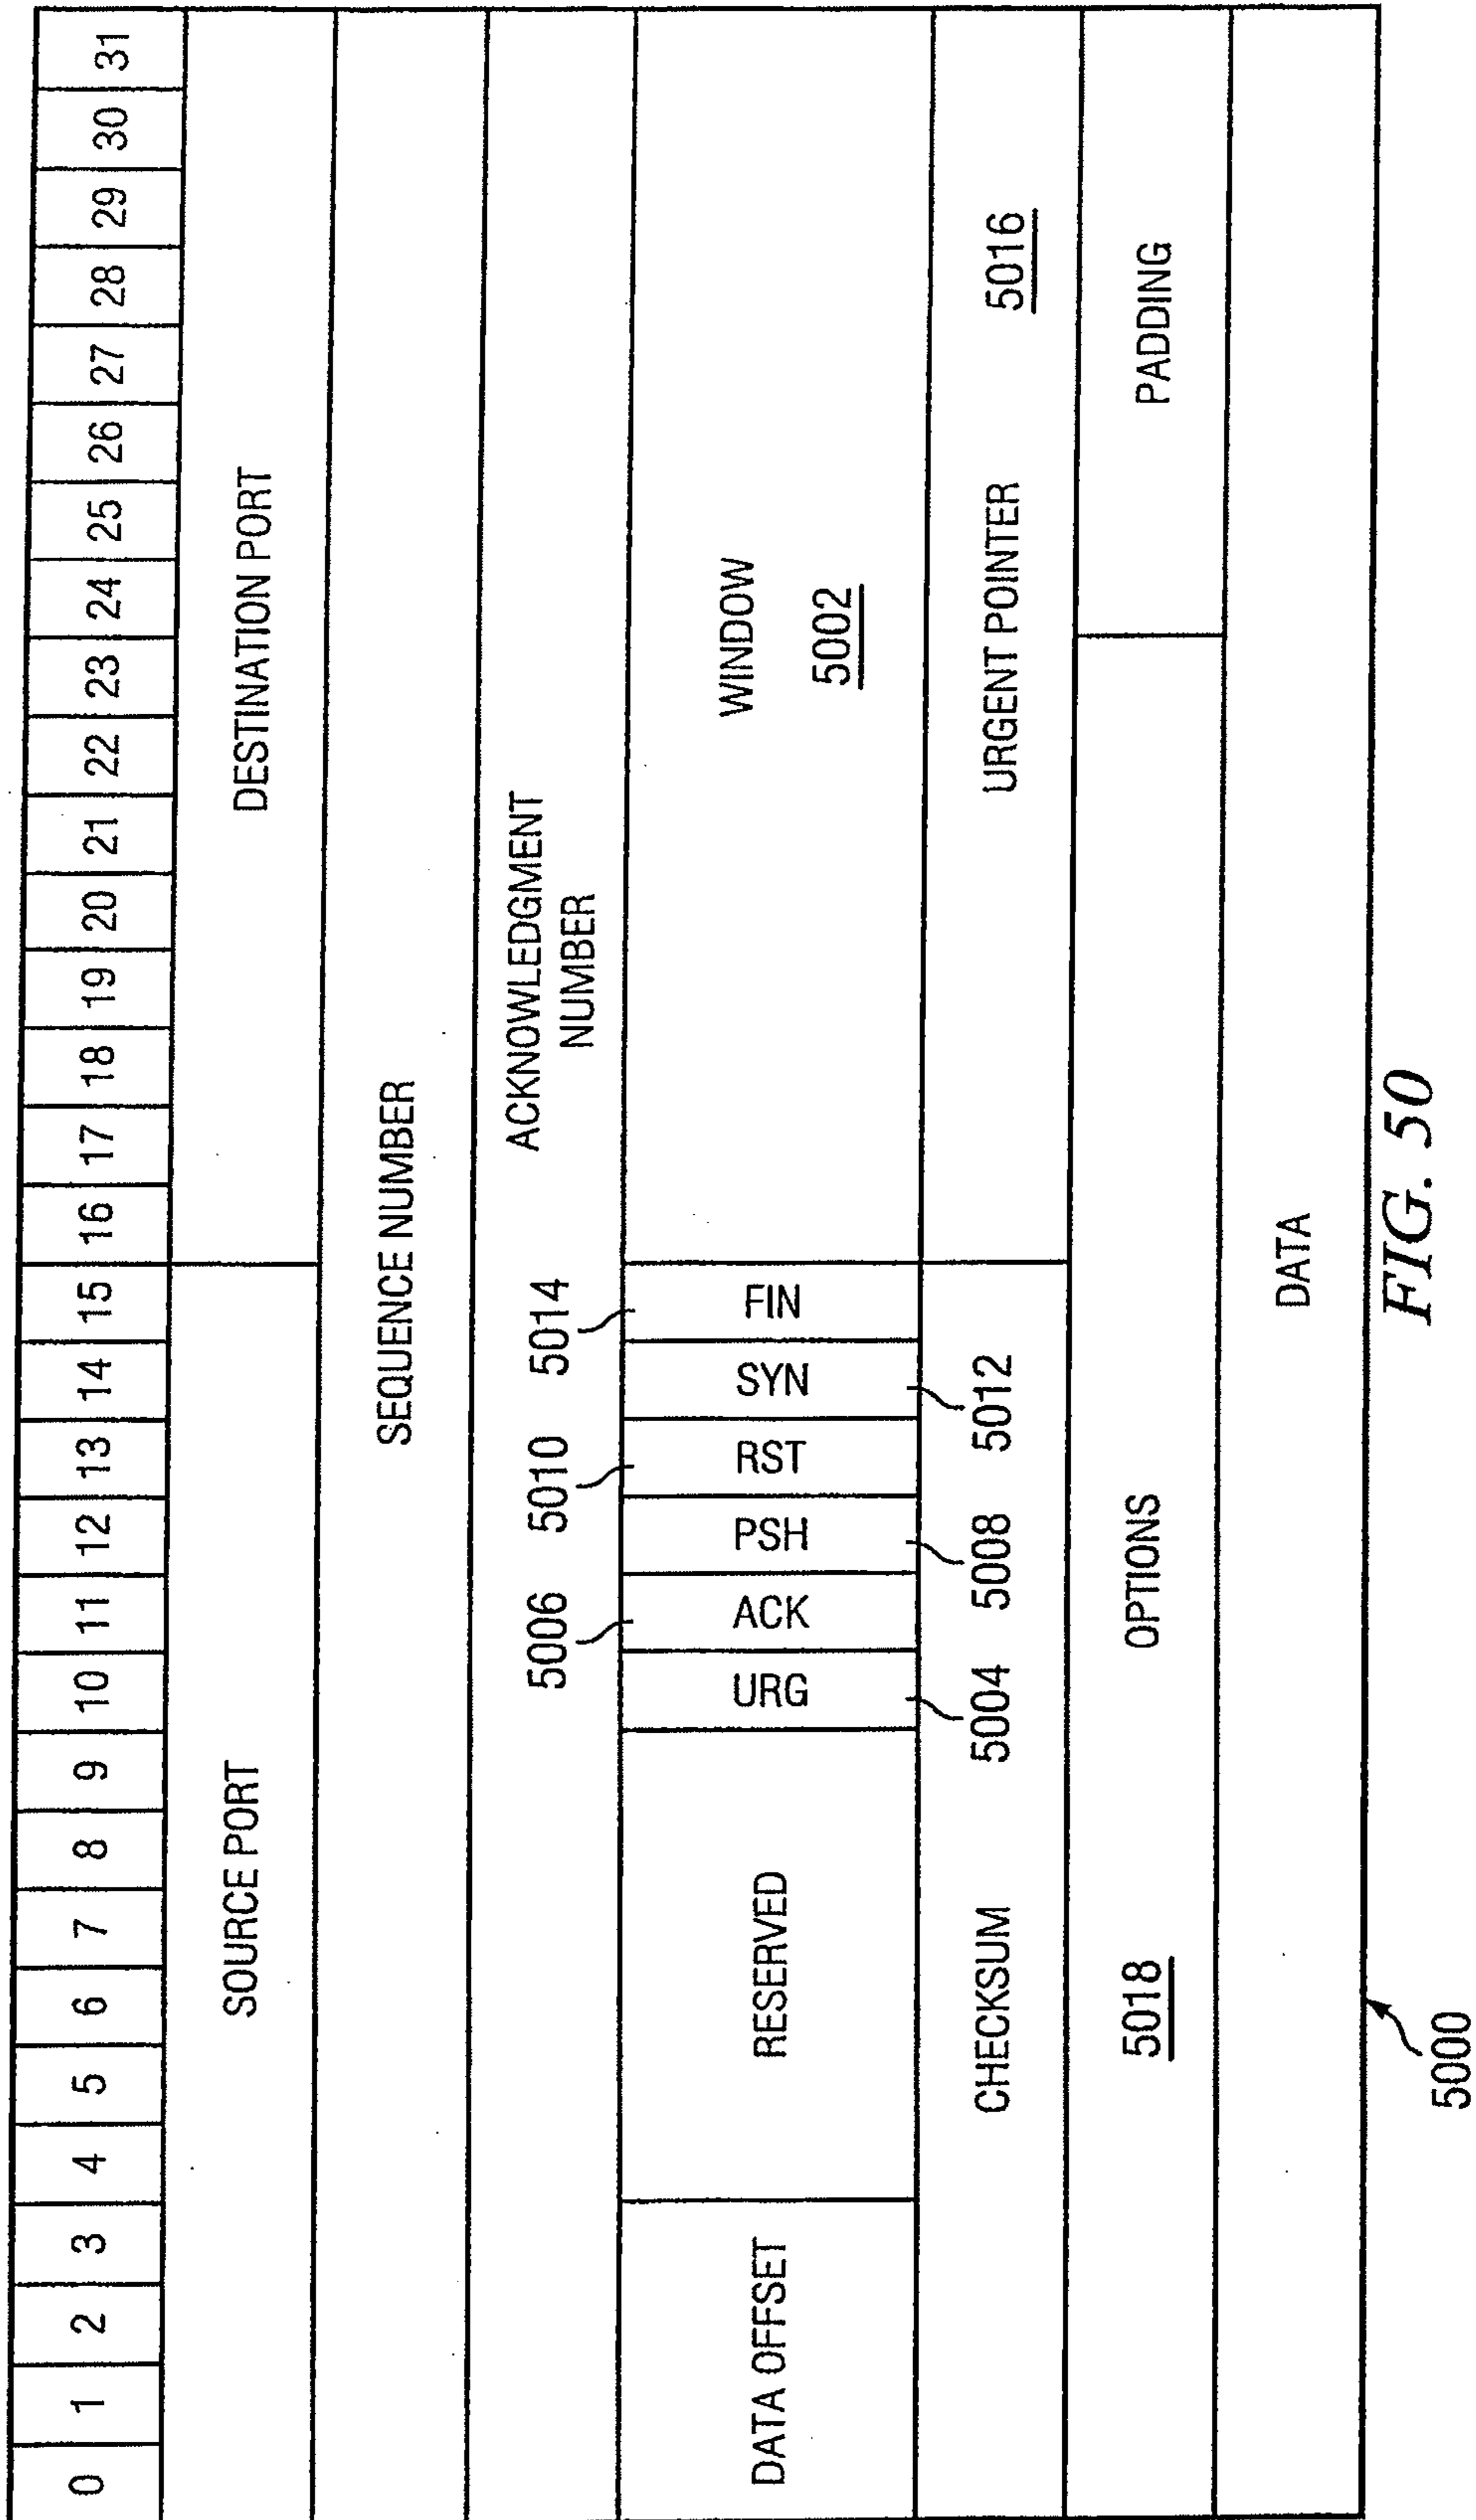 0 1 2 3 4 5 6 7 8 9 10 11 12 13 14 15 16 17 18 19 20 21 22 23 24 25 26 27 28 29 30 31
SOURCE PORT DESTINATION PORT
SEQUENCE NUMBER
ACKNOWLEDGMENT
NUMBER
5006 5010 5014
DATA OFFSET RESERVED URG ACK PSH RST SYN FIN WINDOW
5002
5004 5008 5012
CHECKSUM URGENT POINTER 5016
5018 OPTIONS PADDING
DATA
5000
FIG. 50